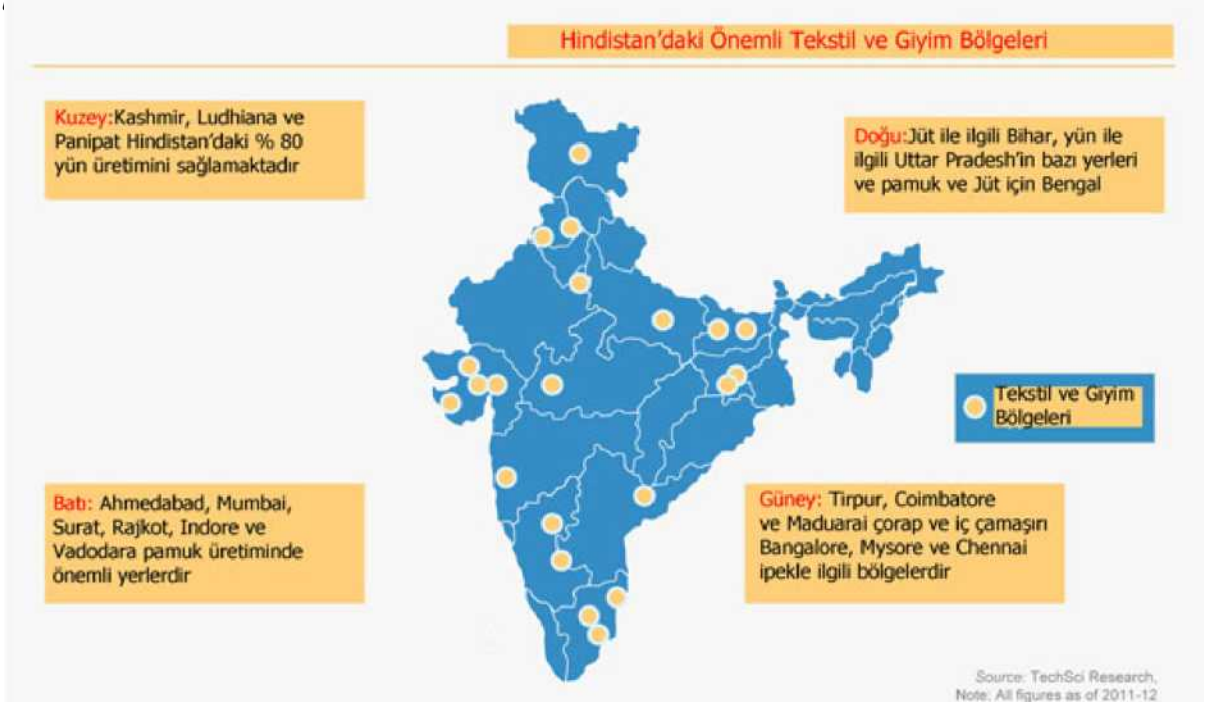 Hindistan'daki Önemli Tekstil ve Giyim Bölgeleri
Kuzey:Kashmir, Ludhiana ve
Panipat Hindistan'daki % 80
yün üretimini sağlamaktadır
Doğu:Jüt ile ilgili Bihar, yün ile
ilgili Uttar Pradesh'in bazı yerleri
ve pamuk ve Jüt için Bengal
Tekstil ve Giyim
Bölgeleri
Batı: Ahmedabad, Mumbai,
Surat, Rajkot, Indore ve
Vadodara pamuk üretiminde
önemli yerlerdir
Güney: Tirpur, Coimbatore
ve Maduarai çorap ve iç çamaşırı
Bangalore, Mysore ve Chennai
ipekle ilgili bölgelerdir
Source: TechSci Research,
Note: All figures as of 2011-12